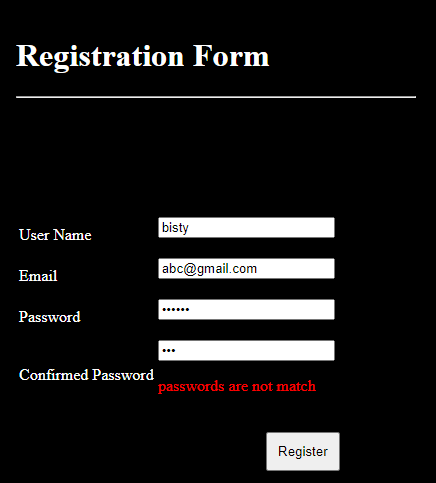 Registration Form
User Name bisty
Email abc@gmail.com
Password ••••••
Confirmed Password •••
passwords are not match
Register